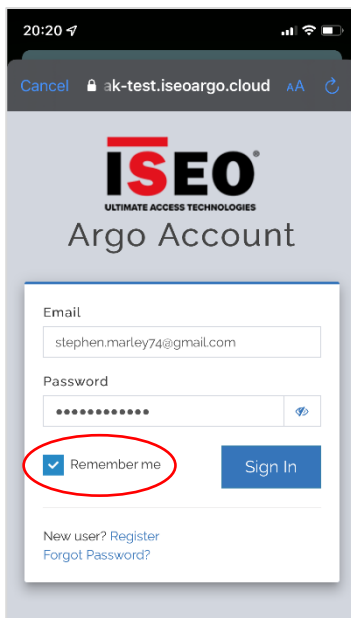 20:20
Cancel ak-test.iseoargo.cloud AA
ISEO
ULTIMATE ACCESS TECHNOLOGIES
Argo Account
Email
stephen.marley74@gmail.com
Password
Remember me
Sign In
New user? Register
Forgot Password?